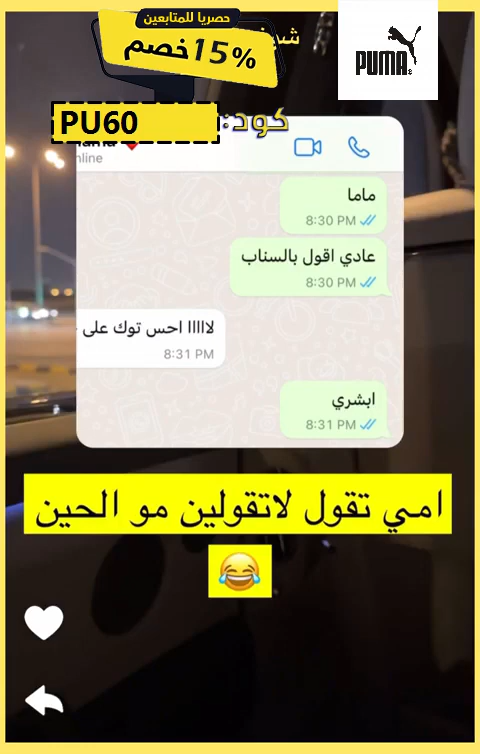 حصريا للمتابعين
15% خصم
PUMA
كود:
PU60
nline
ماما
8:30 PM
عادي اقول بالسناب
8:30 PM
لااااا احس توك على
8:31 PM
ابشري
8:31 PM
امي تقول لاتقولين مو الحين
😂